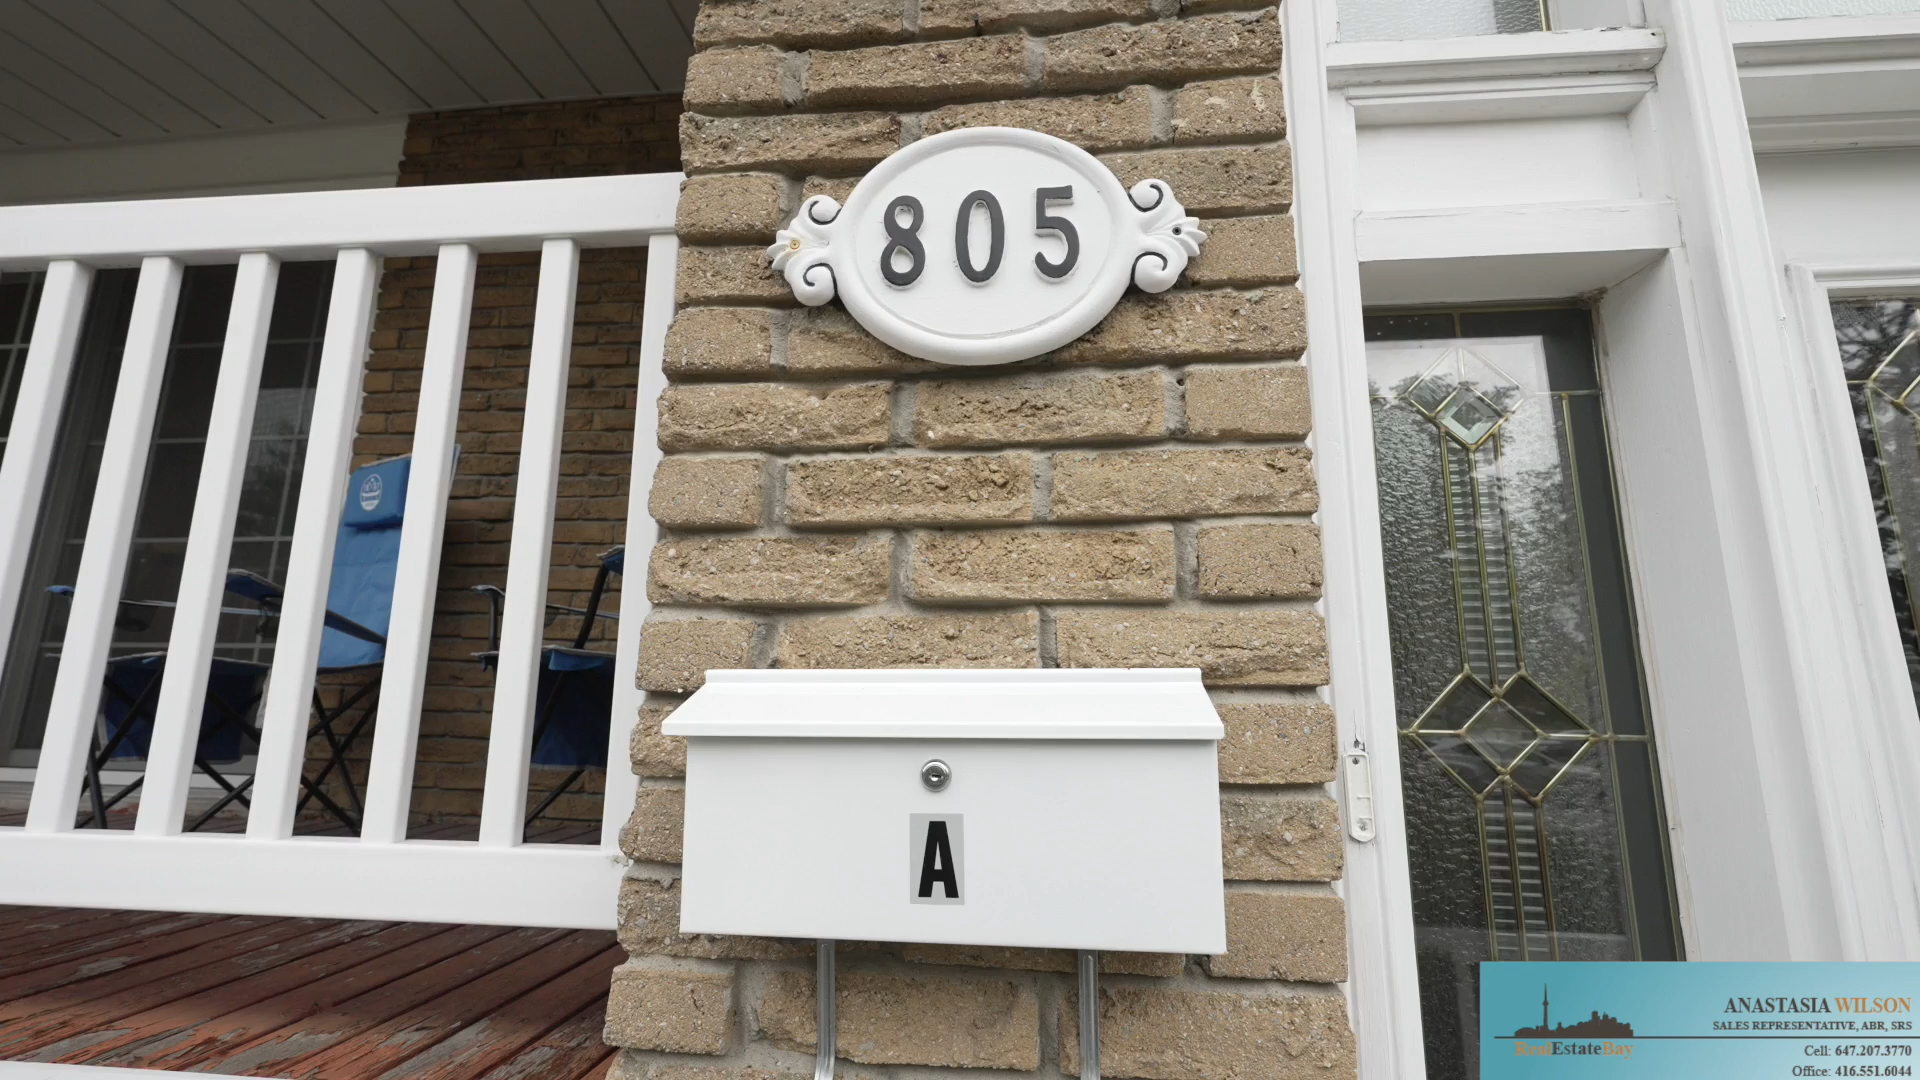 805
A
ANASTASIA WILSON
SALES REPRESENTATIVE, ABR, SRS
RealEstateBay
Cell: 647.207.3770
Office: 416.551.6044